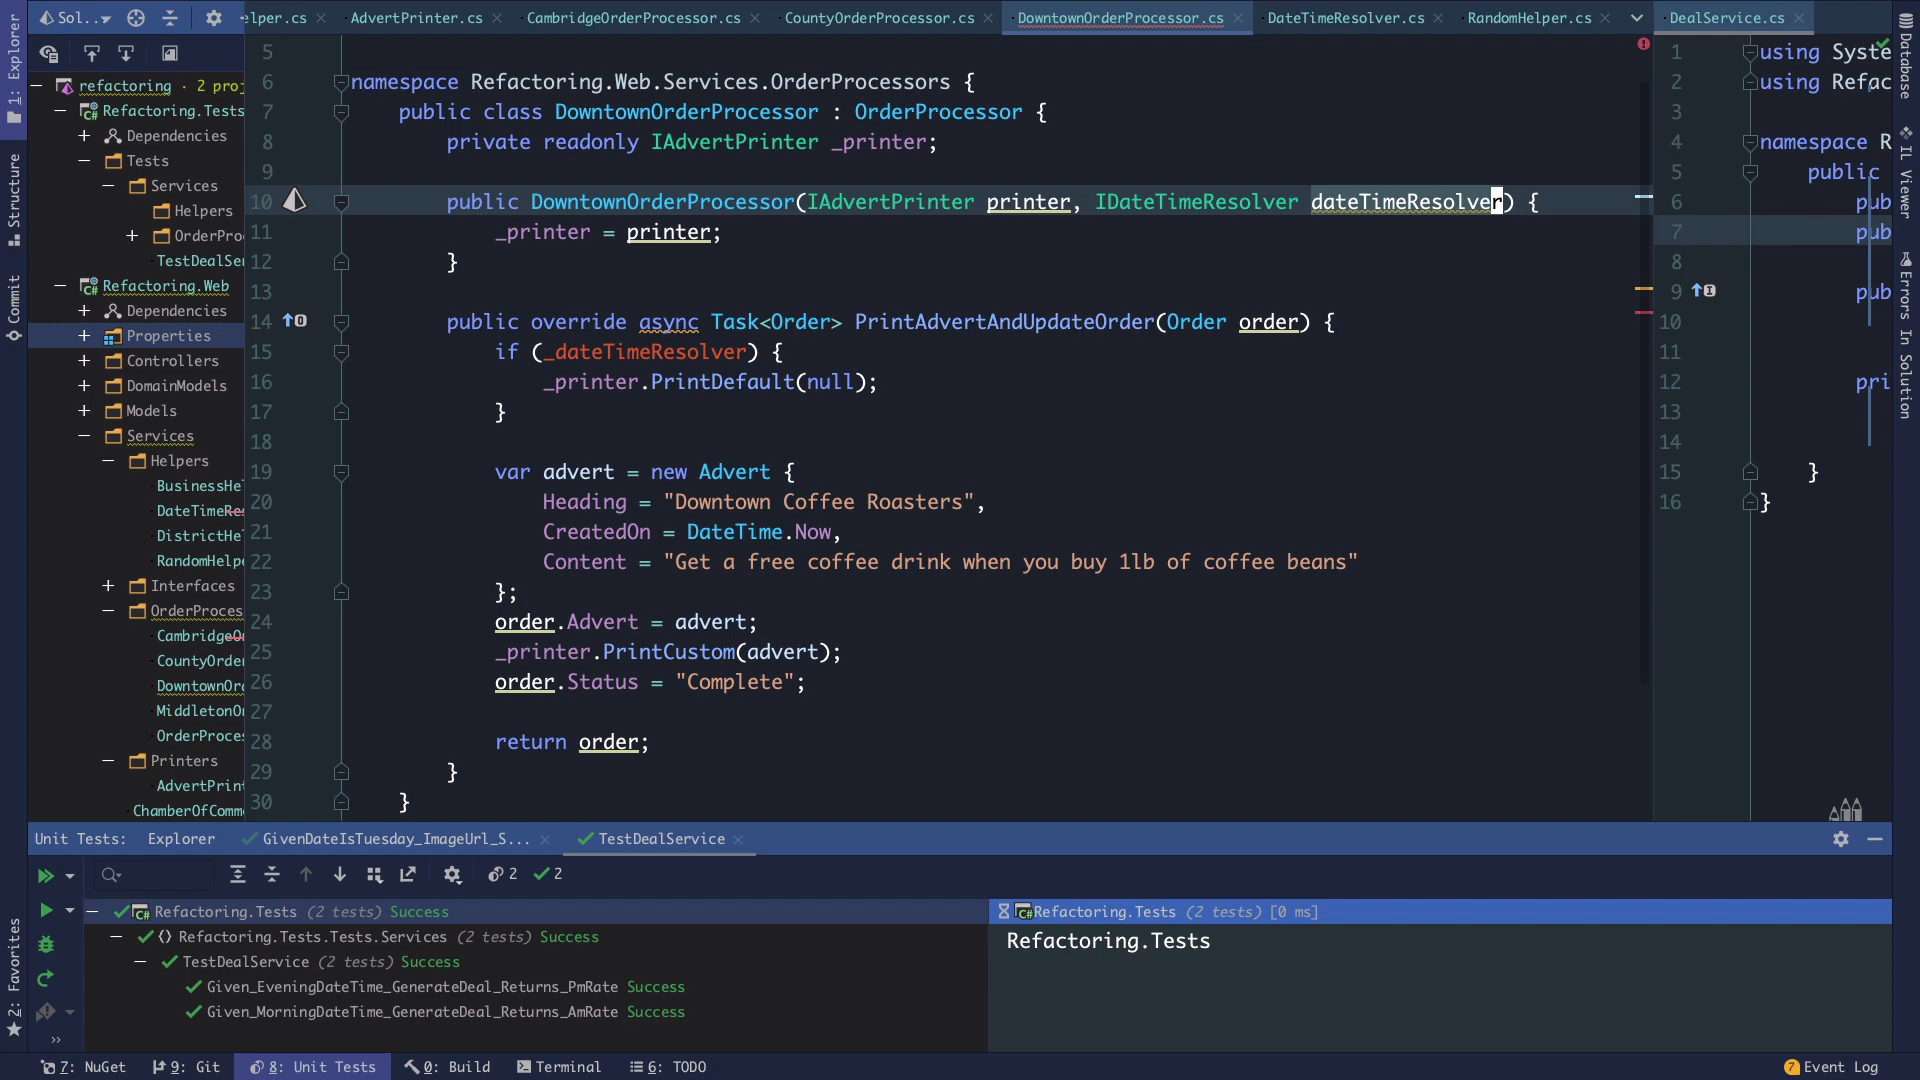 Sol...
elper.cs
AdvertPrinter.cs
CambridgeOrderProcessor.cs
CountyOrderProcessor.cs
DowntownOrderProcessor.cs
DateTimeResolver.cs
RandomHelper.cs
DealService.cs
1: Explorer
Structure
Commit
2: Favorites
refactoring · 2 proj
Refactoring.Tests
Dependencies
Tests
Services
Helpers
OrderPro
TestDealSe
Refactoring.Web
Dependencies
Properties
Controllers
DomainModels
Models
Services
Helpers
BusinessHe
DateTimeRe
DistrictHe
RandomHelp
Interfaces
OrderProces
CambridgeO
CountyOrde
DowntownOr
MiddletonO
OrderProce
Printers
AdvertPrin
ChamberOfComm
5
6 namespace Refactoring.Web.Services.OrderProcessors {
7 public class DowntownOrderProcessor : OrderProcessor {
8 private readonly IAdvertPrinter _printer;
9
10 public DowntownOrderProcessor(IAdvertPrinter printer, IDateTimeResolver dateTimeResolver) {
11 _printer = printer;
12 }
13
14 public override async Task<Order> PrintAdvertAndUpdateOrder(Order order) {
15 if (_dateTimeResolver) {
16 _printer.PrintDefault(null);
17 }
18
19 var advert = new Advert {
20 Heading = "Downtown Coffee Roasters",
21 CreatedOn = DateTime.Now,
22 Content = "Get a free coffee drink when you buy 1lb of coffee beans"
23 };
24 order.Advert = advert;
25 _printer.PrintCustom(advert);
26 order.Status = "Complete";
27
28 return order;
29 }
30 }
1 using Syste
2 using Refac
3
4 namespace R
5 public
6 pub
7 pub
8
9 pub
10
11
12 pri
13
14
15 }
16 }
Database
IL Viewer
Errors In Solution
Unit Tests:
Explorer
GivenDateIsTuesday_ImageUrl_S...
TestDealService
2
2
Refactoring.Tests (2 tests) Success
Refactoring.Tests.Tests.Services (2 tests) Success
TestDealService (2 tests) Success
Given_EveningDateTime_GenerateDeal_Returns_PmRate Success
Given_MorningDateTime_GenerateDeal_Returns_AmRate Success
Refactoring.Tests (2 tests) [0 ms]
Refactoring.Tests
7: NuGet
9: Git
8: Unit Tests
0: Build
Terminal
6: TODO
7 Event Log